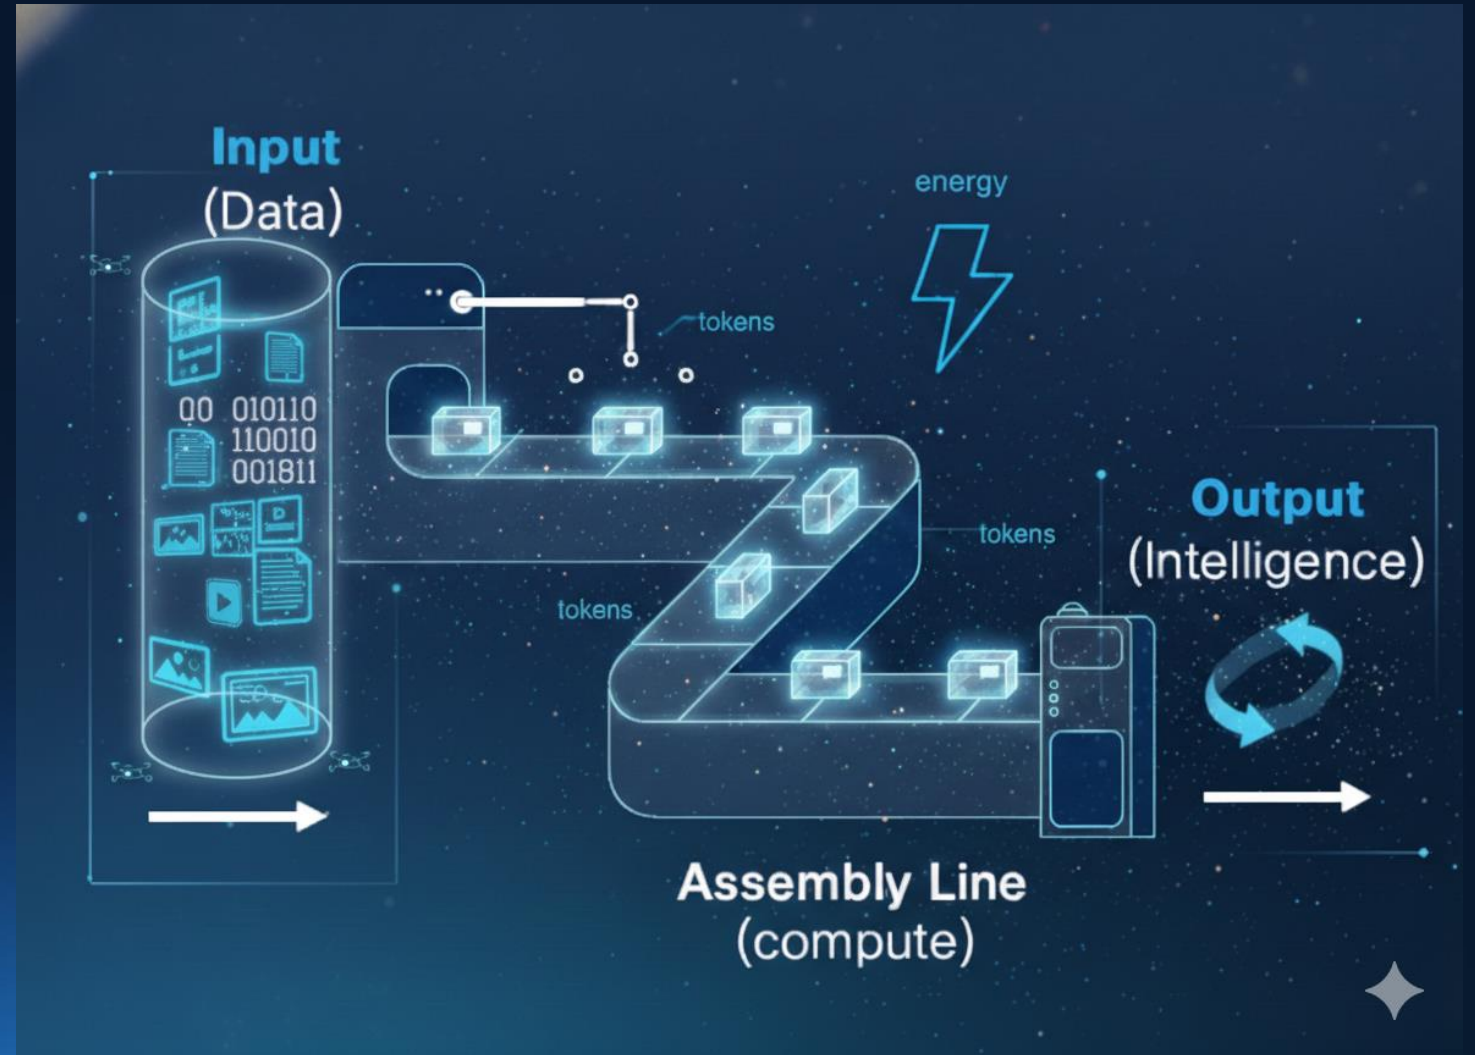 Input
(Data)
00 010110
110010
001811
energy
tokens
tokens
tokens
Output
(Intelligence)
Assembly Line
(compute)